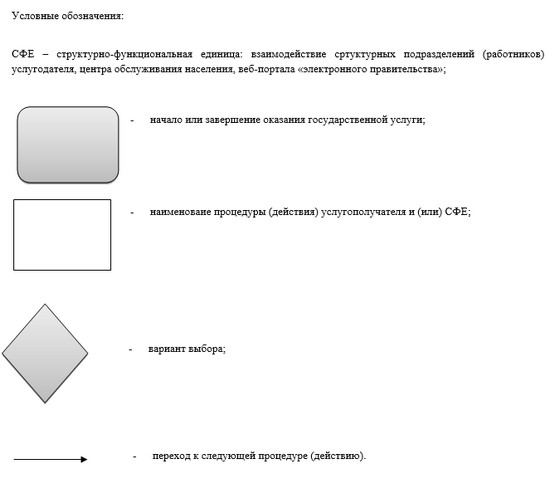 Условные обозначения:
СФЕ – структурно-функциональная единица: взаимодействие сртуктурных подразделений (работников)
услугодателя, центра обслуживания населения, веб-портала «электронного правительства»;
- начало или завершение оказания государственной услуги;
- наименоваие процедуры (действия) услугополучателя и (или) СФЕ;
- вариант выбора;
- переход к следующей процедуре (действию).